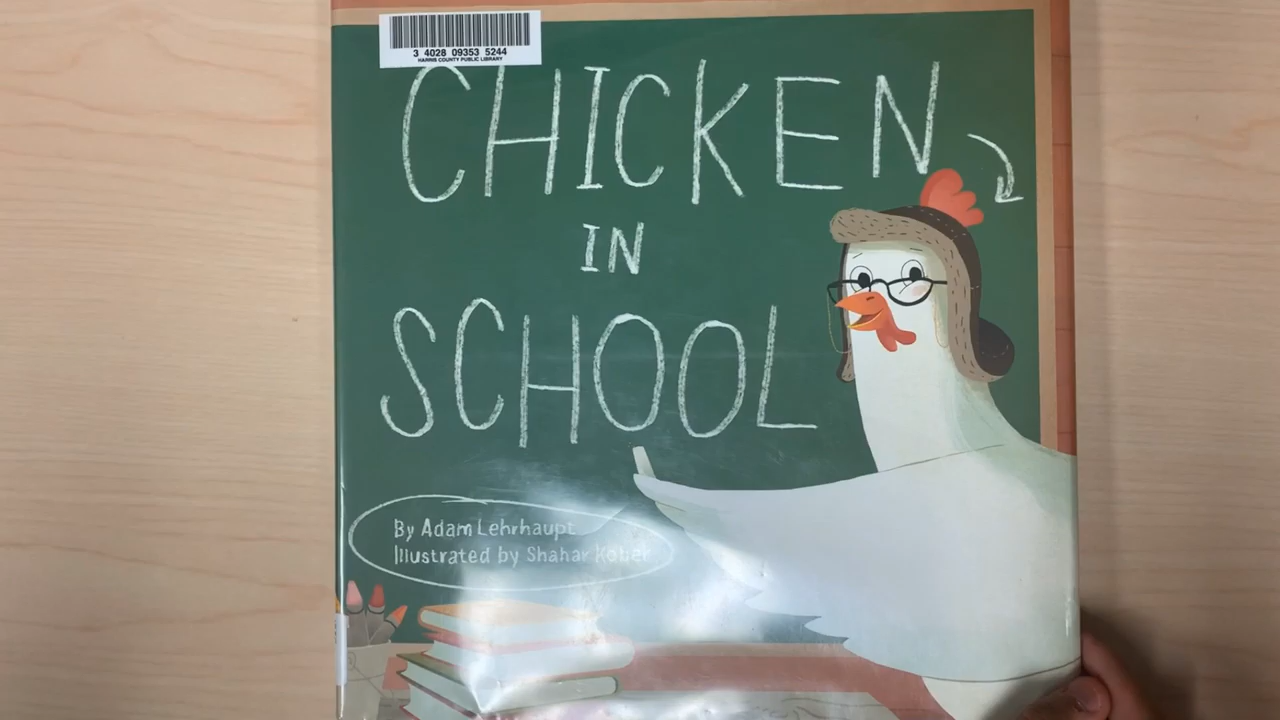 3 4028 09353 5244
HARRIS COUNTY PUBLIC LIBRARY
CHICKEN
IN
SCHOOL
By Adam Lehrhaupt
Illustrated by Shahar Kober